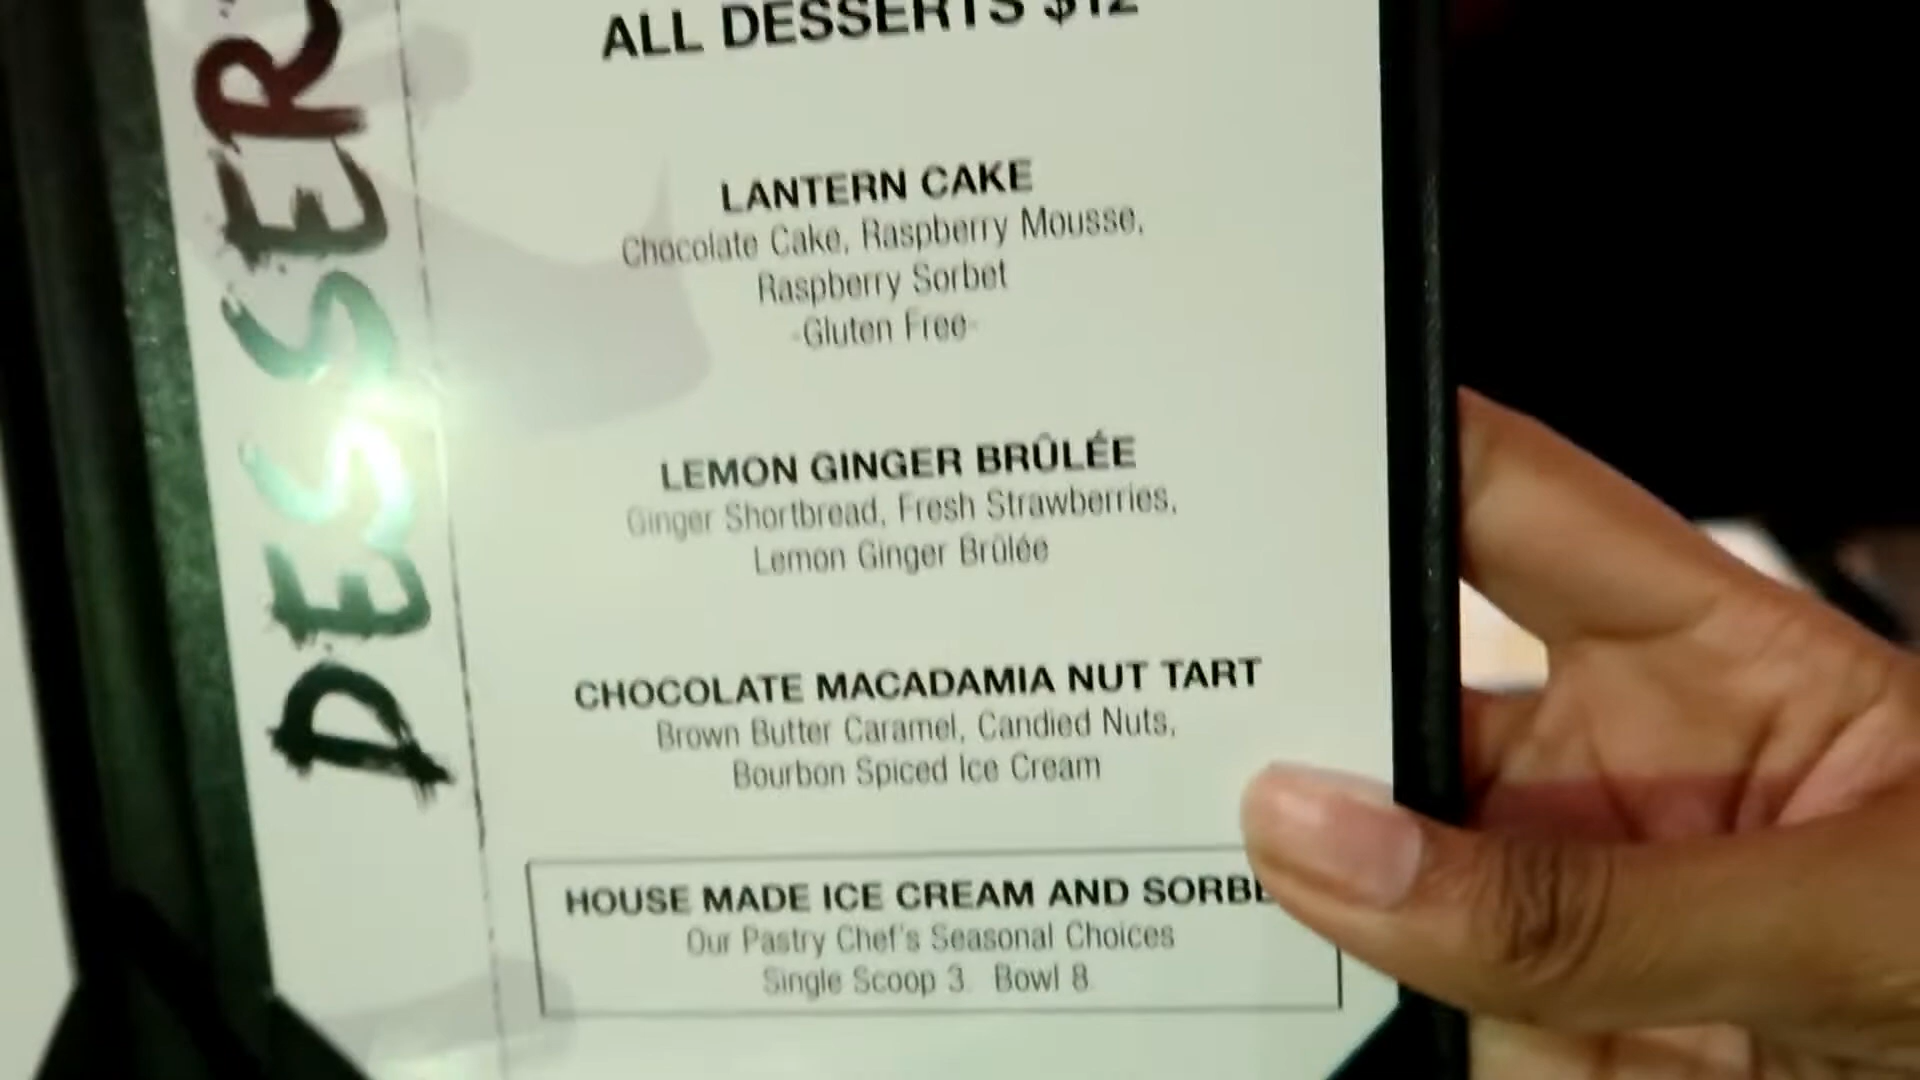 ALL DESSERTS $12
DESSER
LANTERN CAKE
Chocolate Cake, Raspberry Mousse,
Raspberry Sorbet
-Gluten Free-
LEMON GINGER BRÛLÉE
Ginger Shortbread, Fresh Strawberries,
Lemon Ginger Brûlée
CHOCOLATE MACADAMIA NUT TART
Brown Butter Caramel, Candied Nuts,
Bourbon Spiced Ice Cream
HOUSE MADE ICE CREAM AND SORBE
Our Pastry Chef's Seasonal Choices
Single Scoop 3. Bowl 8